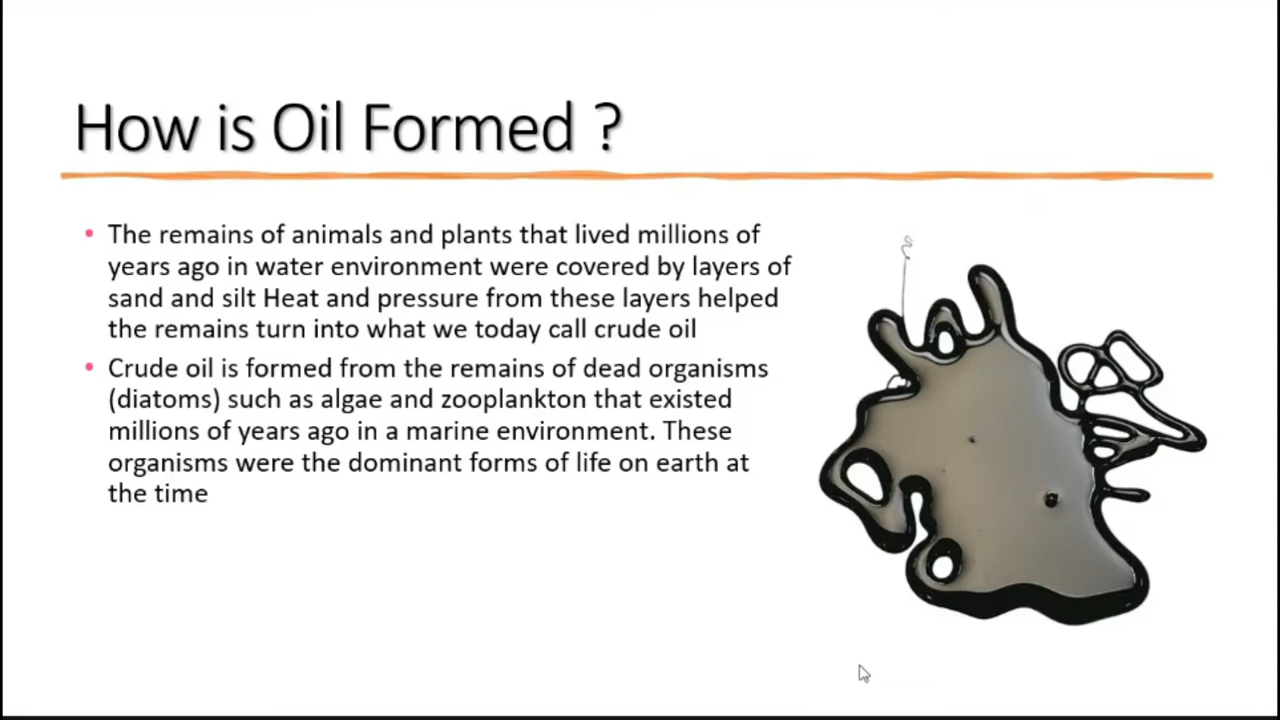 How is Oil Formed ?
• The remains of animals and plants that lived millions of
years ago in water environment were covered by layers of
sand and silt Heat and pressure from these layers helped
the remains turn into what we today call crude oil
• Crude oil is formed from the remains of dead organisms
(diatoms) such as algae and zooplankton that existed
millions of years ago in a marine environment. These
organisms were the dominant forms of life on earth at
the time